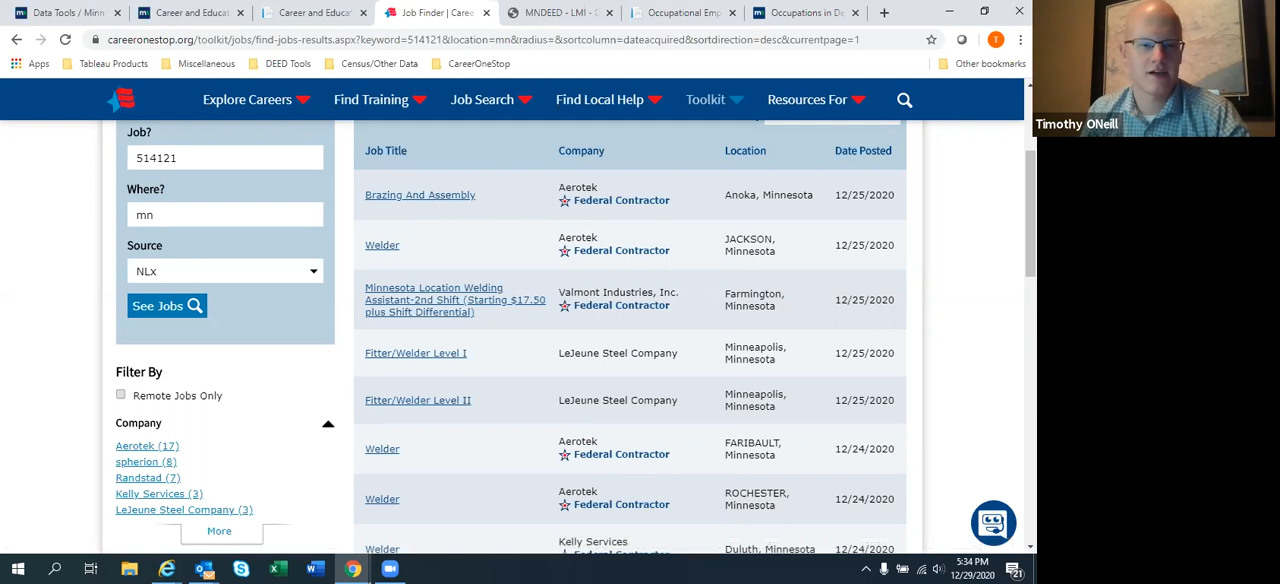 Data Tools / Minn
Career and Educat
Career and Educat
Job Finder | Caree
MNDEED - LMI - C
Occupational Emp
Occupations in De
careeronestop.org/toolkit/jobs/find-jobs-results.aspx?keyword=514121&location=mn&radius=&sortcolumn=dateacquired&sortdirection=desc&currentpage=1
T
Apps
Tableau Products
Miscellaneous
DEED Tools
Census/Other Data
CareerOneStop
Other bookmarks
Explore Careers
Find Training
Job Search
Find Local Help
Toolkit
Resources For
Timothy ONeill
Job?
514121
Where?
mn
Source
NLx
See Jobs
Filter By
Remote Jobs Only
Company
Aerotek (17)
spherion (8)
Randstad (7)
Kelly Services (3)
LeJeune Steel Company (3)
More
Job Title Company Location Date Posted
Brazing And Assembly
Aerotek
Federal Contractor
Anoka, Minnesota
12/25/2020
Welder
Aerotek
Federal Contractor
JACKSON,
Minnesota
12/25/2020
Minnesota Location Welding
Assistant-2nd Shift (Starting $17.50
plus Shift Differential)
Valmont Industries, Inc.
Federal Contractor
Farmington,
Minnesota
12/25/2020
Fitter/Welder Level I
LeJeune Steel Company
Minneapolis,
Minnesota
12/25/2020
Fitter/Welder Level II
LeJeune Steel Company
Minneapolis,
Minnesota
12/25/2020
Welder
Aerotek
Federal Contractor
FARIBAULT,
Minnesota
12/24/2020
Welder
Aerotek
Federal Contractor
ROCHESTER,
Minnesota
12/24/2020
Welder
Kelly Services
Federal Contractor
Duluth, Minnesota
12/24/2020
5:34 PM
12/29/2020
21